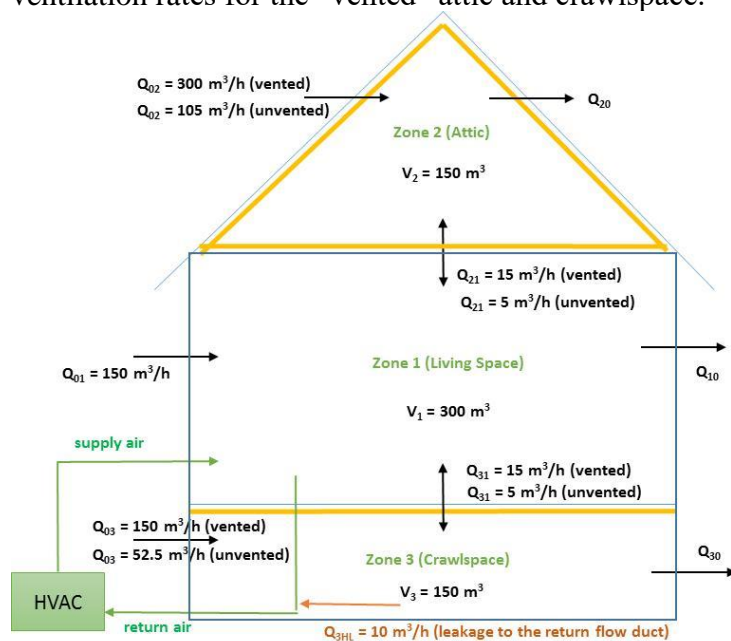 ventilation rates for the "vented" attic and crawlspace.
Q02 = 300 m³/h (vented)
Q02 = 105 m³/h (unvented)
Q20
Zone 2 (Attic)
V2 = 150 m³
Q21 = 15 m³/h (vented)
Q21 = 5 m³/h (unvented)
Q01 = 150 m³/h
Zone 1 (Living Space)
Q10
V1 = 300 m³
supply air
Q31 = 15 m³/h (vented)
Q31 = 5 m³/h (unvented)
Q03 = 150 m³/h (vented)
Q03 = 52.5 m³/h (unvented)
Zone 3 (Crawlspace)
Q30
V3 = 150 m³
HVAC
return air
Q3HL = 10 m³/h (leakage to the return flow duct)